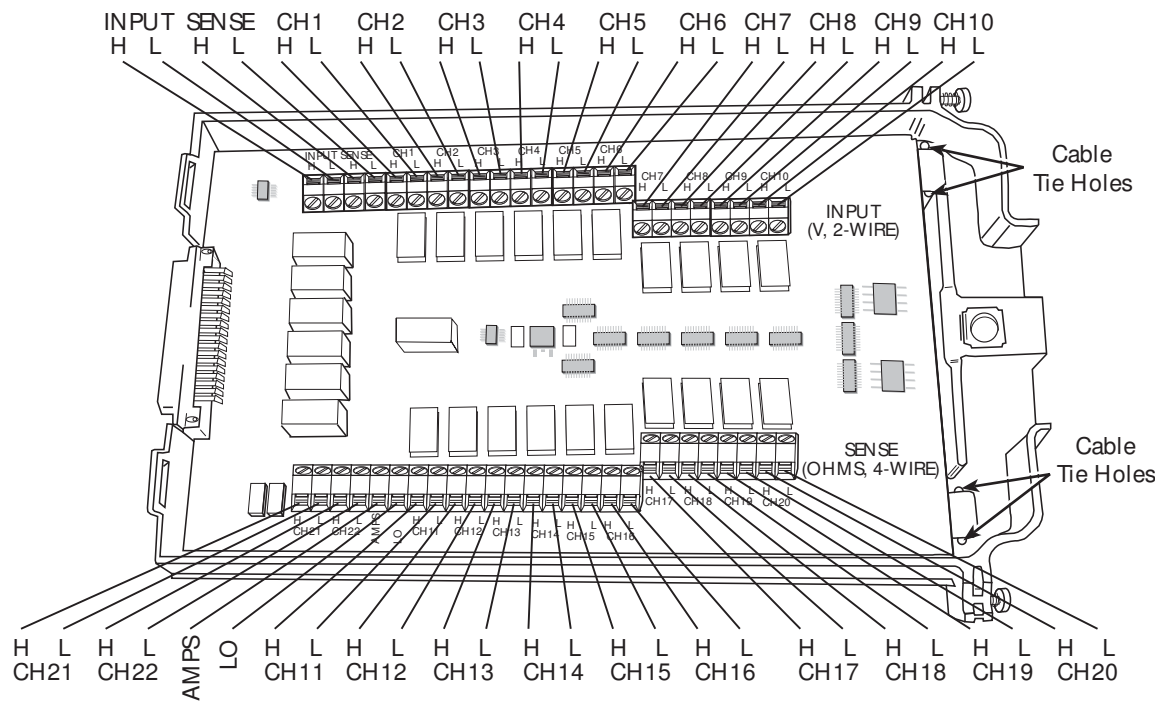 INPUT SENSE CH1 CH2 CH3 CH4 CH5 CH6 CH7 CH8 CH9 CH10
H L H L H L H L H L H L H L H L H L H L H L H L
INPUT SENSE CH1 CH2 CH3 CH4 CH5 CH6
H L H L H L H L H L H L H L H L
CH7 CH8 CH9 CH10
H L H L H L H L
Cable
Tie Holes
INPUT
(V, 2-WIRE)
SENSE
(OHMS, 4-WIRE)
Cable
Tie Holes
H L H L H L H L
CH17 CH18 CH19 CH20
H L H L AMPS LO H L H L H L H L H L H L
CH21 CH22 CH11 CH12 CH13 CH14 CH15 CH16
H L H L AMPS LO H L H L H L H L H L H L H L H L H L H L
CH21 CH22 CH11 CH12 CH13 CH14 CH15 CH16 CH17 CH18 CH19 CH20